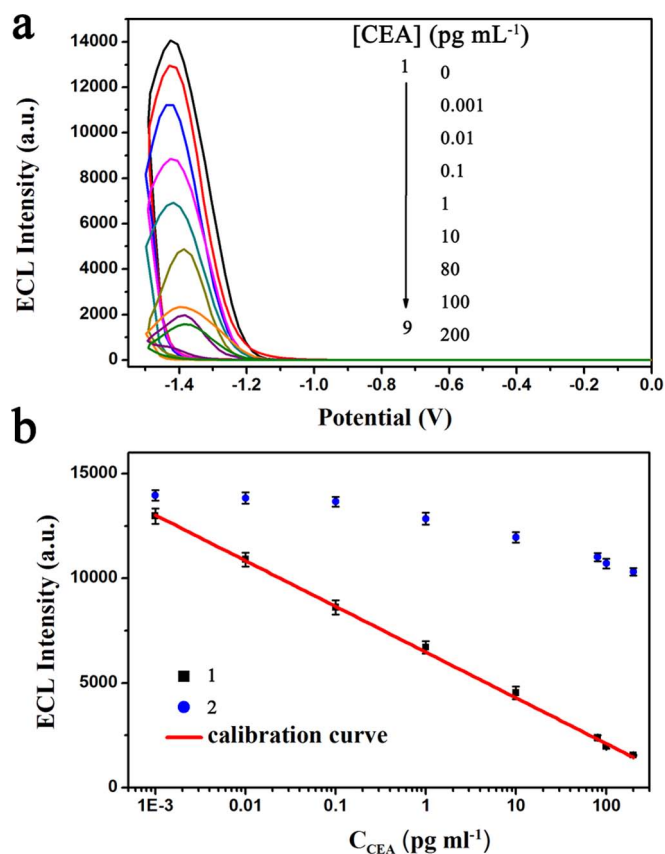 a
[CEA] (pg mL⁻¹)
1 0
0.001
0.01
0.1
1
10
80
100
9 200
ECL Intensity (a.u.)
14000
12000
10000
8000
6000
4000
2000
0
-1.4 -1.2 -1.0 -0.8 -0.6 -0.4 -0.2 0.0
Potential (V)
b
ECL Intensity (a.u.)
15000
10000
5000
0
1
2
calibration curve
1E-3 0.01 0.1 1 10 100
C_CEA (pg ml⁻¹)